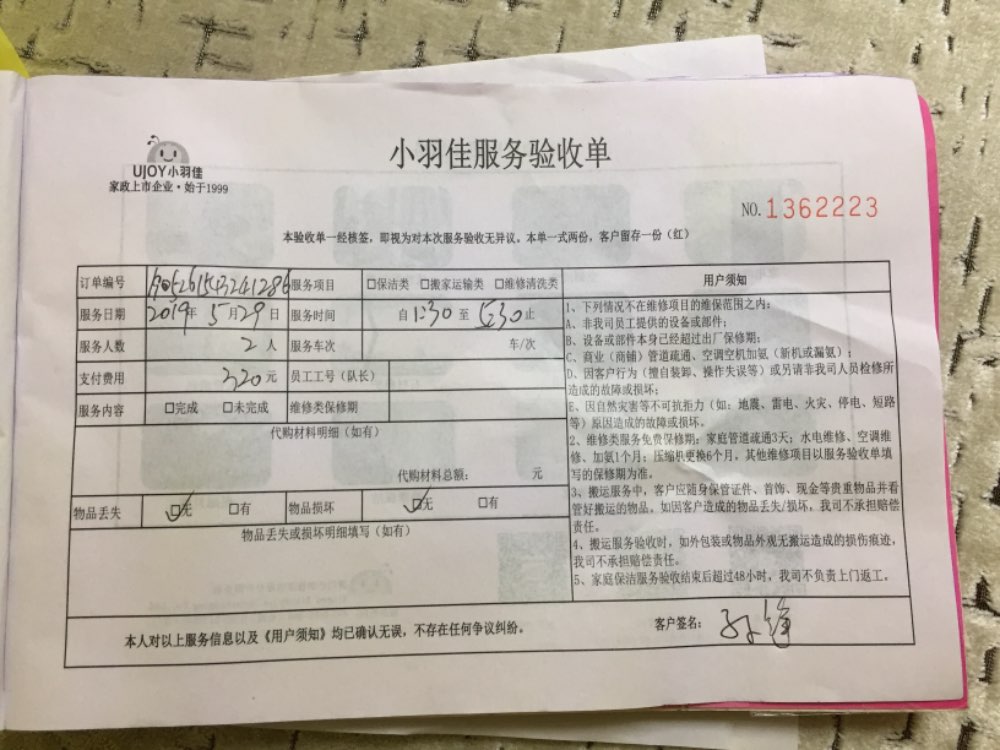 UJOY小羽佳
家政上市企业·始于1999
小羽佳服务验收单
NO.1362223
本验收单一经核签，即视为对本次服务验收无异议。本单一式两份，客户留存一份（红）
订单编号 服务项目 □保洁类 □搬家运输类 □维修清洗类
服务日期 2019年 5月29日 服务时间 自 1:30 至 5:30 止
服务人数 2 人 服务车次 车/次
支付费用 320元 员工工号（队长）
服务内容 □完成 □未完成 维修类保修期
代购材料明细（如有）
代购材料总额： 元
物品丢失 □无 □有 物品损坏 □无 □有
物品丢失或损坏明细填写（如有）
用户须知
1、下列情况不在维修项目的维保范围之内：
A、非我司员工提供的设备或部件；
B、设备或部件本身已经超过出厂保修期；
C、商业（商铺）管道疏通、空调空机加氨（新机或漏氨）；
D、因客户行为（擅自装卸、操作失误等）或另请非我司人员检修所
造成的故障或损坏；
E、因自然灾害等不可抗拒力（如：地震、雷电、火灾、停电、短路
等）原因造成的故障或损坏。
2、维修类服务免费保修期：家庭管道疏通3天；水电维修、空调维
修、加氨1个月；压缩机更换6个月，其他维修项目以服务验收单填
写的保修期为准。
3、搬运服务中，客户应随身保管证件、首饰、现金等贵重物品并看
管好搬运的物品。如因客户造成的物品丢失/损坏，我司不承担赔偿
责任。
4、搬运服务验收时，如外包装或物品外观无搬运造成的损伤痕迹，
我司不承担赔偿责任。
5、家庭保洁服务验收结束后超过48小时，我司不负责上门返工。
本人对以上服务信息以及《用户须知》均已确认无误，不存在任何争议纠纷。
客户签名：